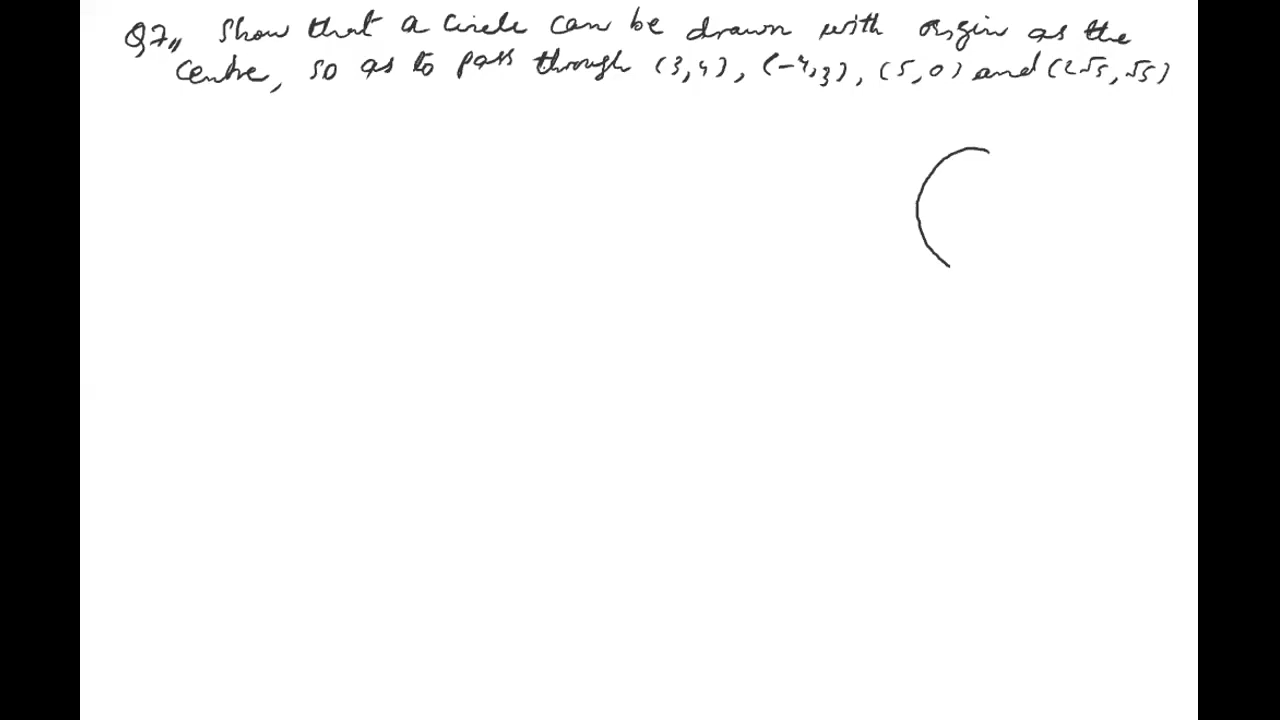 Q7,, Show that a Circle can be drawn with origin as the
centre, so as to pass through (3,4), (-4,3), (5,0) and (2√5, √5)